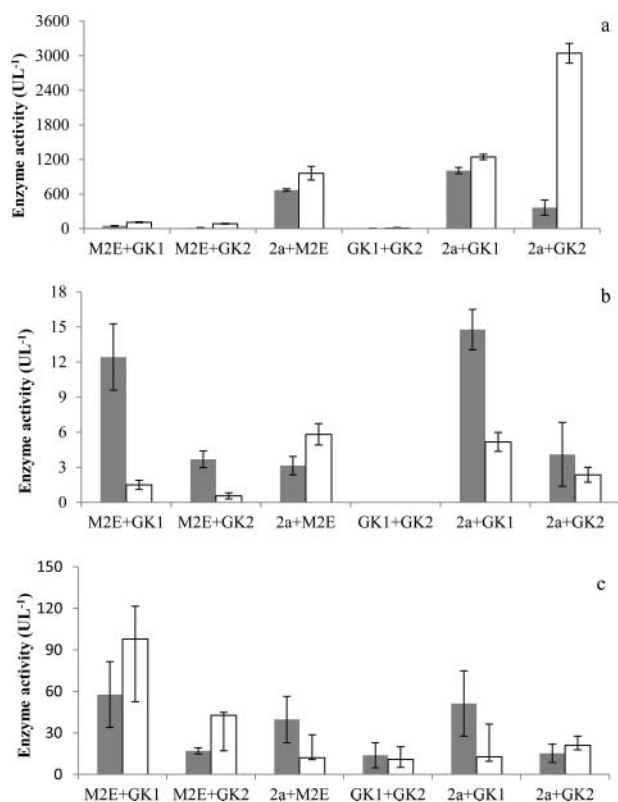 a
Enzyme activity (UL⁻¹)
3600
3000
2400
1800
1200
600
0
M2E+GK1 M2E+GK2 2a+M2E GK1+GK2 2a+GK1 2a+GK2
b
Enzyme activity (UL⁻¹)
18
15
12
9
6
3
0
M2E+GK1 M2E+GK2 2a+M2E GK1+GK2 2a+GK1 2a+GK2
c
Enzyme activity (UL⁻¹)
150
120
90
60
30
0
M2E+GK1 M2E+GK2 2a+M2E GK1+GK2 2a+GK1 2a+GK2